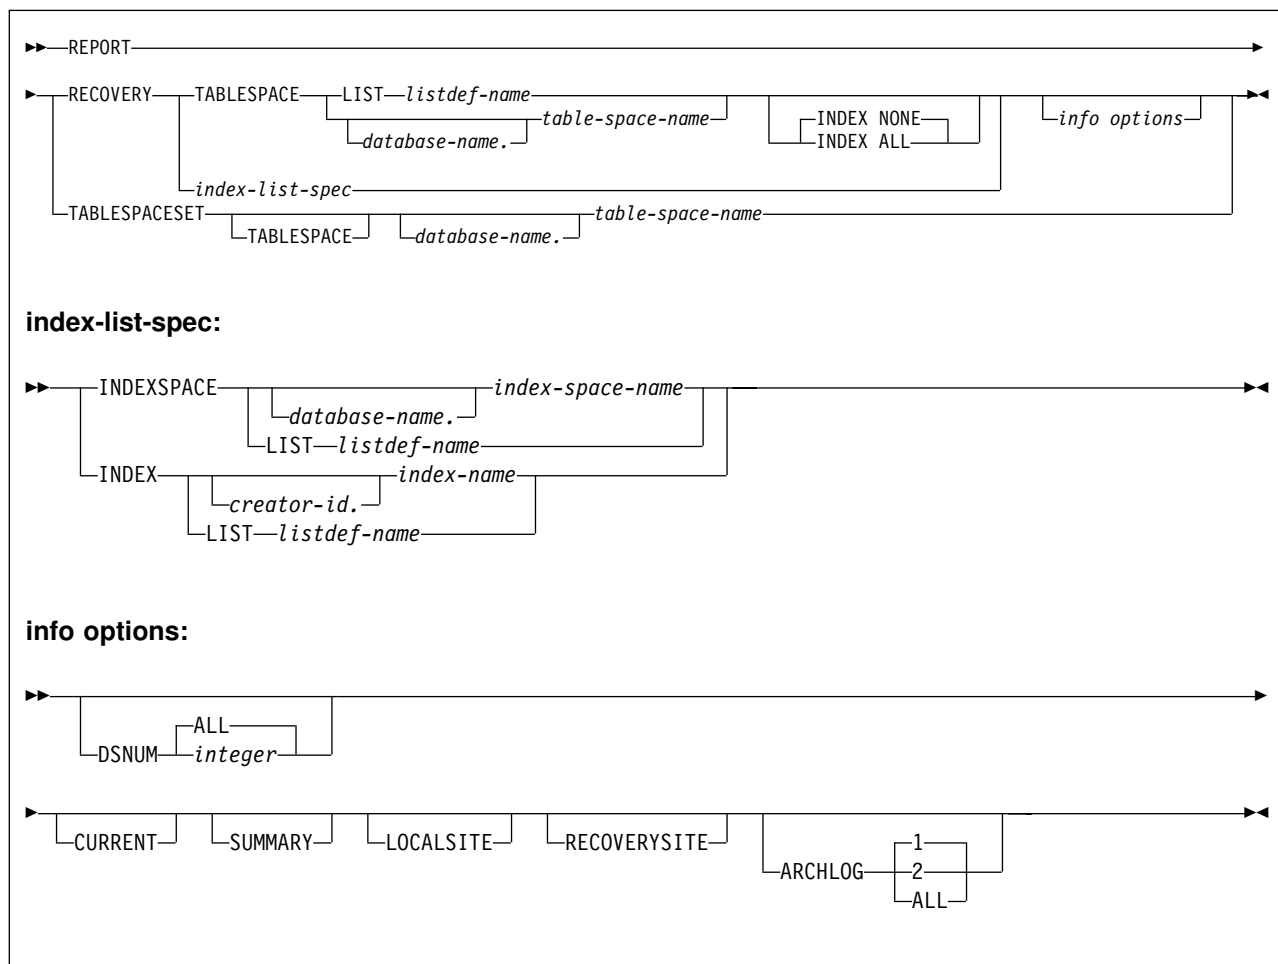 REPORT
RECOVERY TABLESPACE LIST listdef-name
table-space-name INDEX NONE info options
database-name. INDEX ALL
index-list-spec
TABLESPACESET table-space-name
TABLESPACE database-name.
index-list-spec:
INDEXSPACE index-space-name
database-name.
LIST listdef-name
INDEX index-name
creator-id.
LIST listdef-name
info options:
ALL
DSNUM integer
CURRENT SUMMARY LOCALSITE RECOVERYSITE 1
ARCHLOG 2
ALL